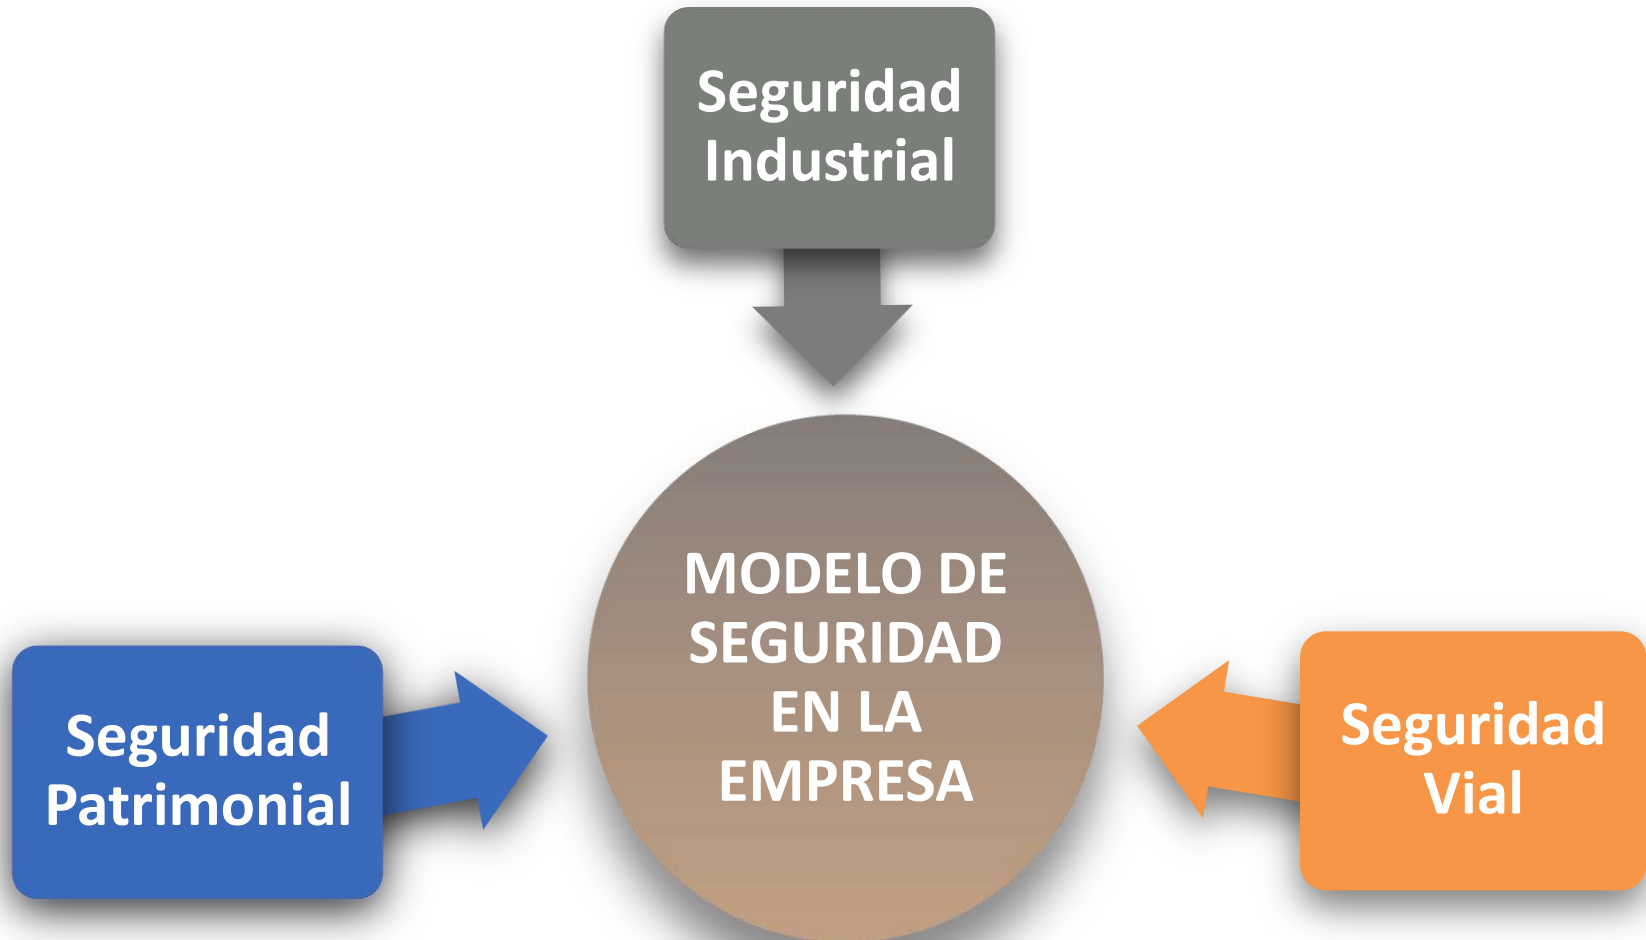 Seguridad
Industrial
MODELO DE
SEGURIDAD
EN LA
EMPRESA
Seguridad
Patrimonial
Seguridad
Vial